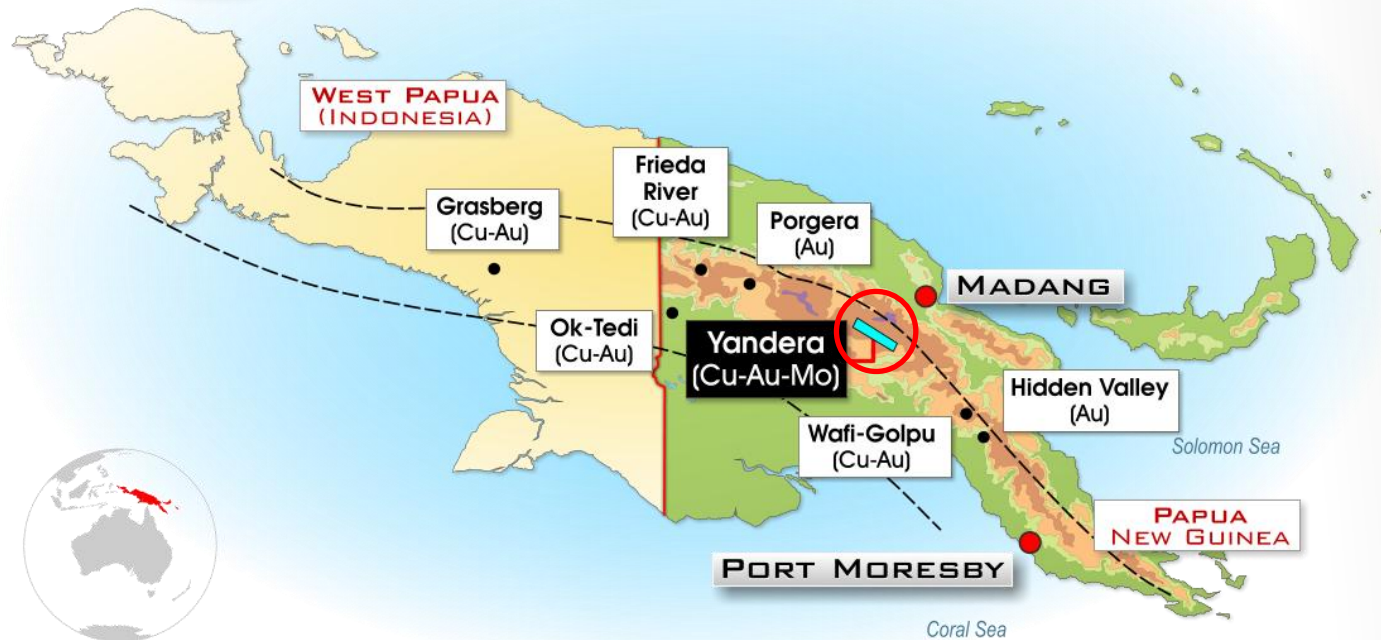 WEST PAPUA
(INDONESIA)
Grasberg
(Cu-Au)
Frieda
River
(Cu-Au)
Porgera
(Au)
MADANG
Ok-Tedi
(Cu-Au)
Yandera
(Cu-Au-Mo)
Hidden Valley
(Au)
Wafi-Golpu
(Cu-Au)
Solomon Sea
PAPUA
NEW GUINEA
PORT MORESBY
Coral Sea